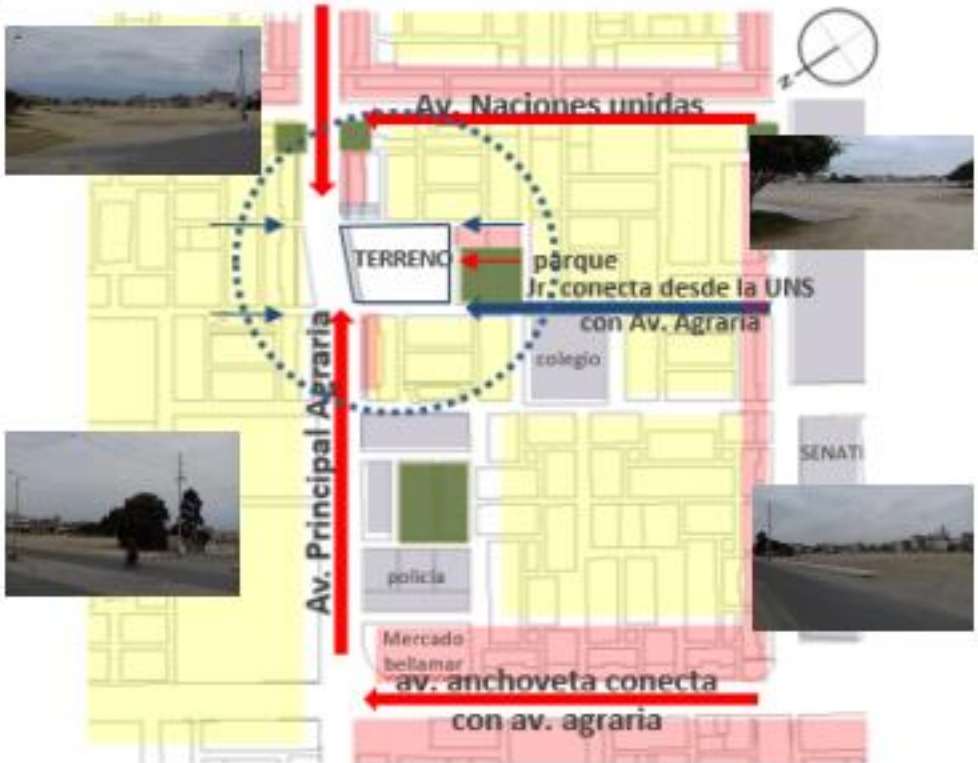 Av. Naciones unidas
N
TERRENO
parque
Jr. conecta desde la UNS
con Av. Agraria
colegio
Av. Principal Agraria
SENATI
policía
Mercado
bellamar
av. anchoveta conecta
con av. agraria